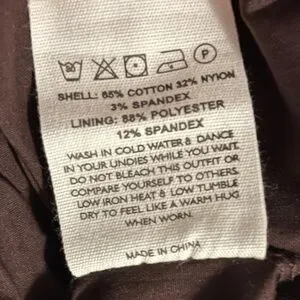 P
SHELL: 65% COTTON 32% NYLON
3% SPANDEX
LINING: 88% POLYESTER
12% SPANDEX
WASH IN COLD WATER & DANCE
IN YOUR UNDIES WHILE YOU WAIT.
DO NOT BLEACH THIS OUTFIT OR
COMPARE YOURSELF TO OTHERS.
LOW IRON HEAT & LOW TUMBLE
DRY TO FEEL LIKE A WARM HUG
WHEN WORN.
MADE IN CHINA